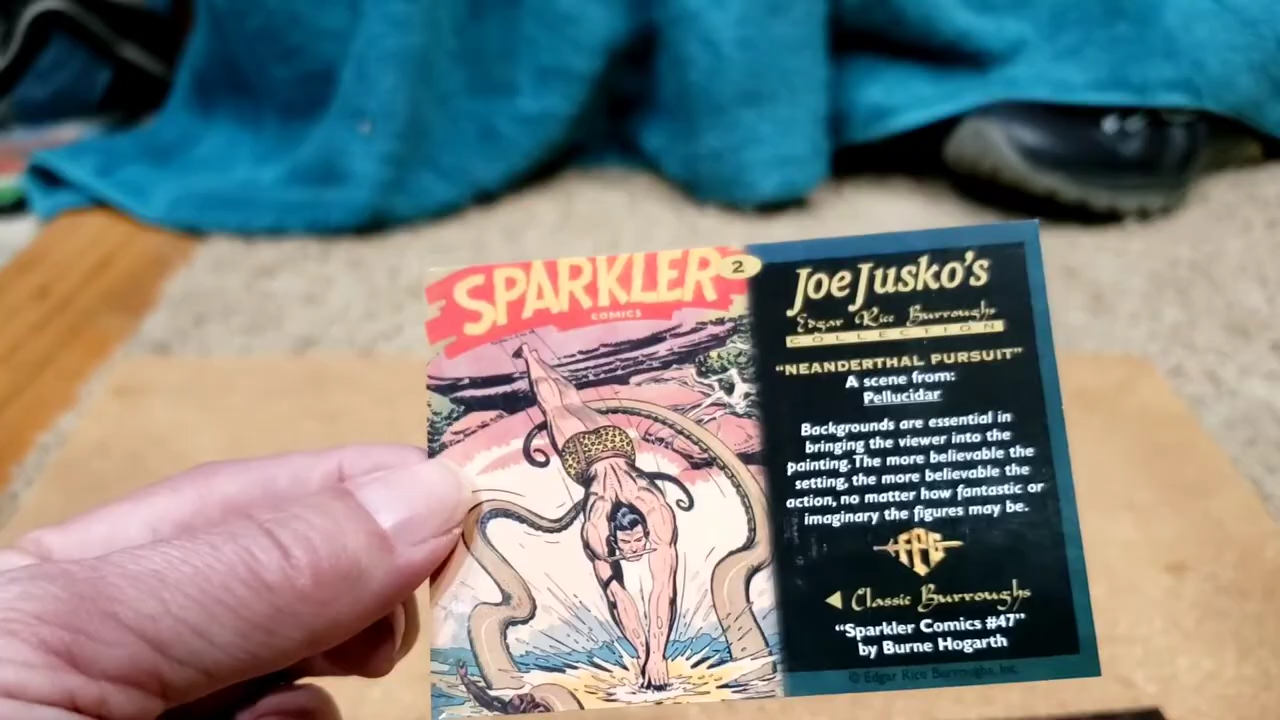 SPARKLER
COMICS
2
Joe Jusko's
Edgar Rice Burroughs
COLLECTION
"NEANDERTHAL PURSUIT"
A scene from:
Pellucidar
Backgrounds are essential in
bringing the viewer into the
painting. The more believable the
setting, the more believable the
action, no matter how fantastic or
imaginary the figures may be.
FPG
◀ Classic Burroughs
"Sparkler Comics #47"
by Burne Hogarth
© Edgar Rice Burroughs, Inc.